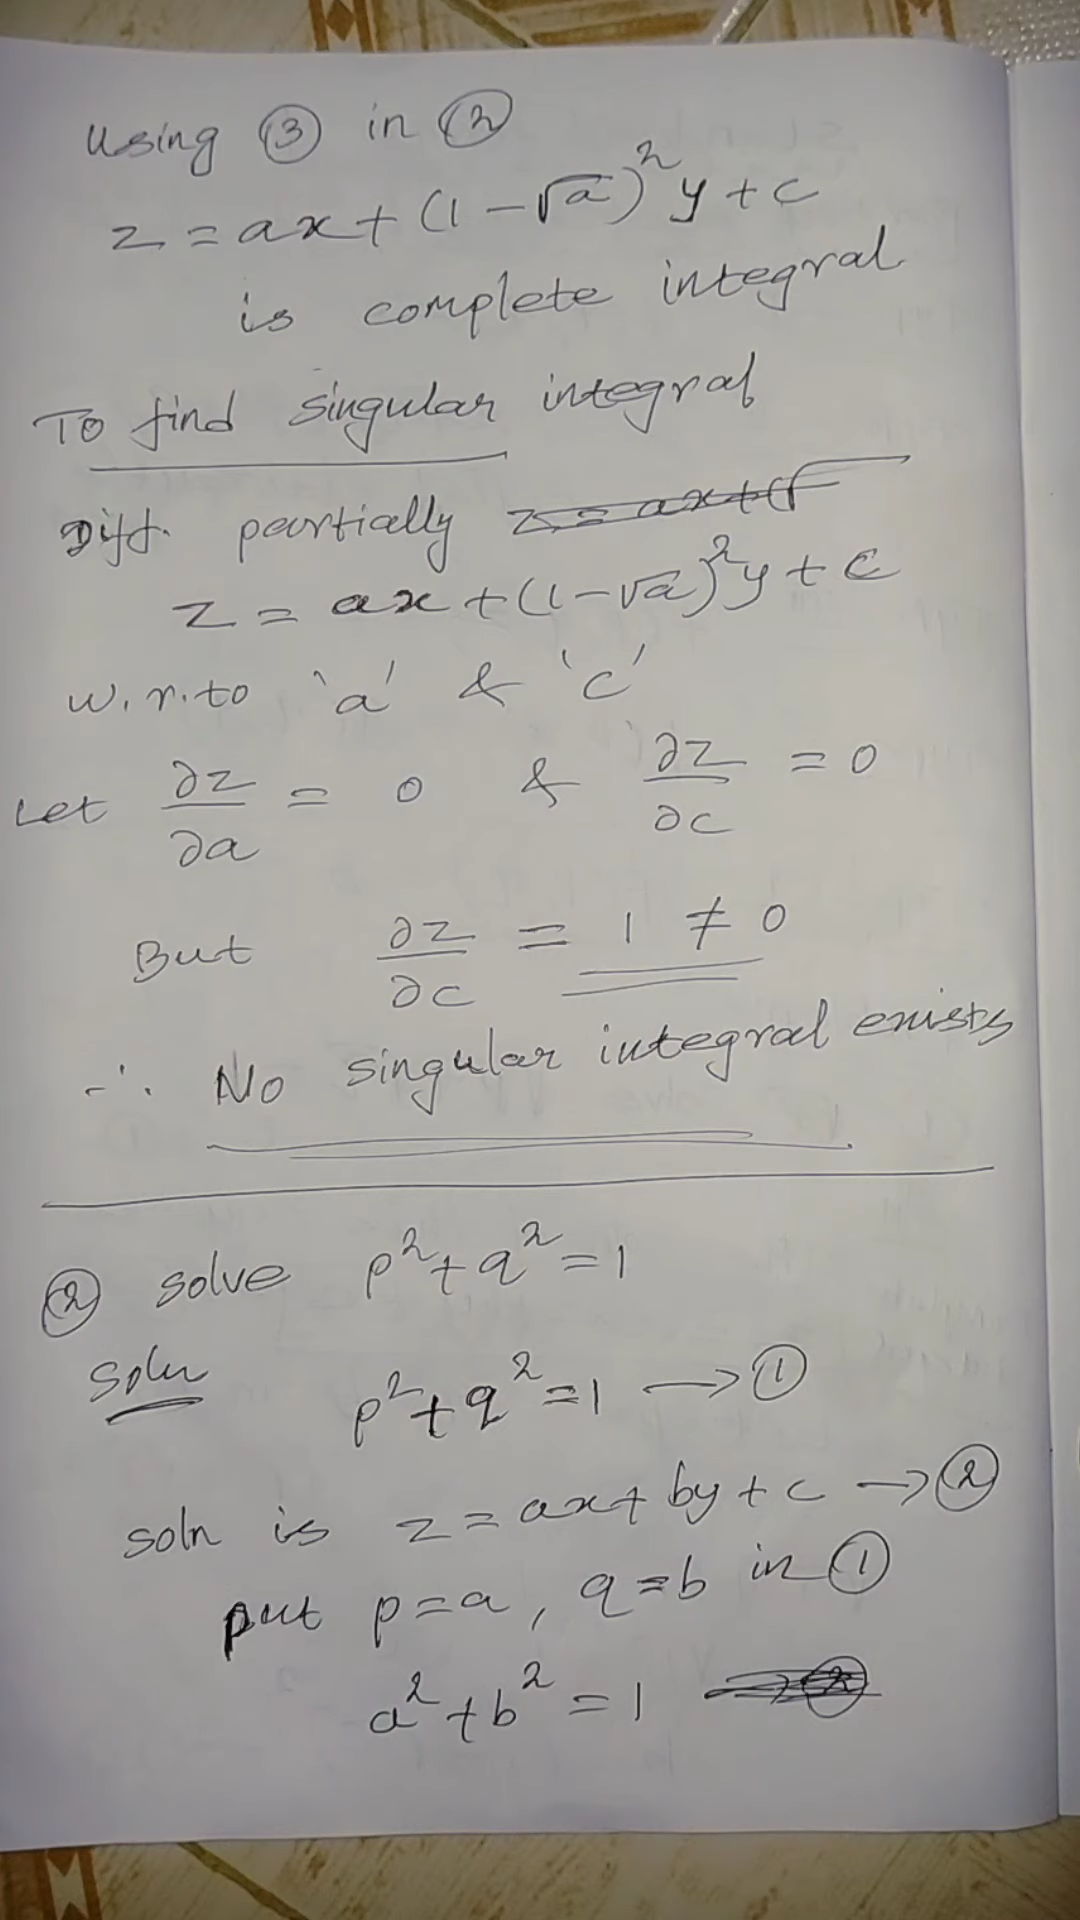 Using ③ in ②
z = ax + (1 - √a)² y + c
is complete integral
To find singular integral
Diff. partially
z = ax + (1 - √a)² y + c
w.r.to 'a' & 'c'
Let ∂z/∂a = 0 & ∂z/∂c = 0
But ∂z/∂c = 1 ≠ 0
∴ No singular integral exists
② solve p² + q² = 1
Soln
p² + q² = 1 → ①
soln is z = ax + by + c → ②
put p = a, q = b in ①
a² + b² = 1